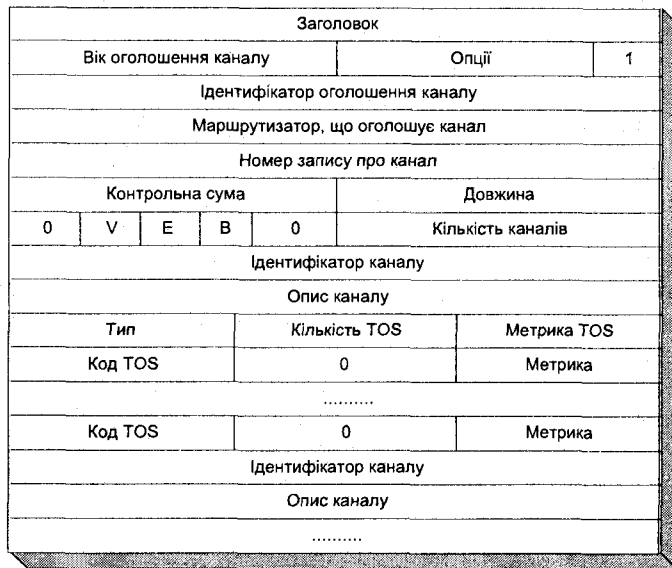 Заголовок
Вік оголошення каналу Опції 1
Ідентифікатор оголошення каналу
Маршрутизатор, що оголошує канал
Номер запису про канал
Контрольна сума Довжина
0 V E B 0 Кількість каналів
Ідентифікатор каналу
Опис каналу
Тип Кількість TOS Метрика TOS
Код TOS 0 Метрика
..........
Код TOS 0 Метрика
Ідентифікатор каналу
Опис каналу
..........